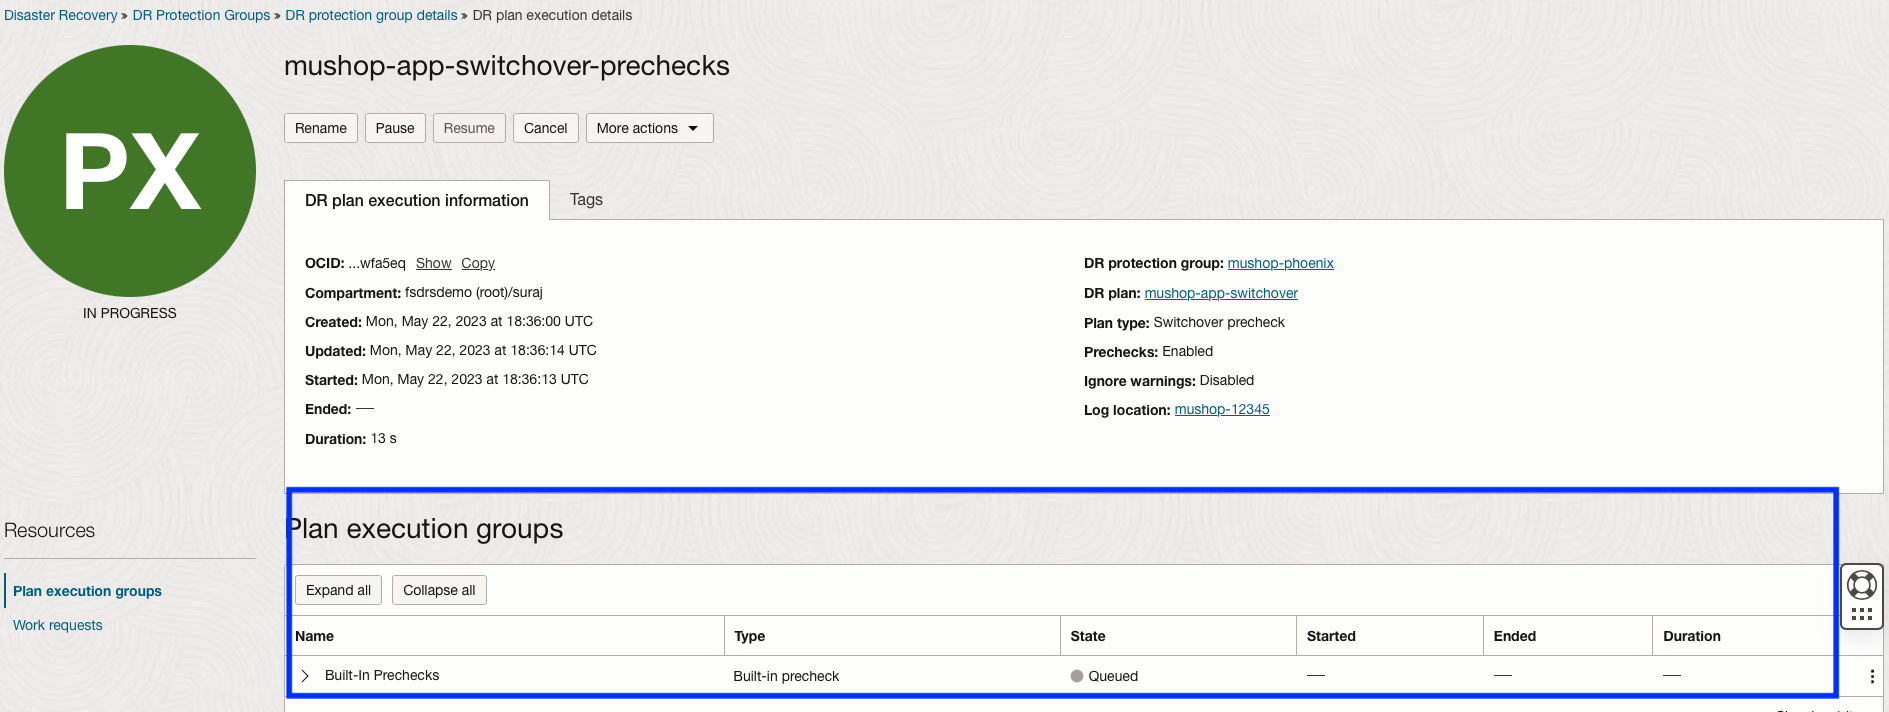 Disaster Recovery » DR Protection Groups » DR protection group details » DR plan execution details
PX
IN PROGRESS
mushop-app-switchover-prechecks
Rename Pause Resume Cancel More actions
DR plan execution information Tags
OCID: ...wfa5eq Show Copy
Compartment: fsdrsdemo (root)/suraj
Created: Mon, May 22, 2023 at 18:36:00 UTC
Updated: Mon, May 22, 2023 at 18:36:14 UTC
Started: Mon, May 22, 2023 at 18:36:13 UTC
Ended: —
Duration: 13 s
DR protection group: mushop-phoenix
DR plan: mushop-app-switchover
Plan type: Switchover precheck
Prechecks: Enabled
Ignore warnings: Disabled
Log location: mushop-12345
Resources
Plan execution groups
Work requests
Plan execution groups
Expand all Collapse all
Name Type State Started Ended Duration
Built-In Prechecks Built-in precheck Queued — — —